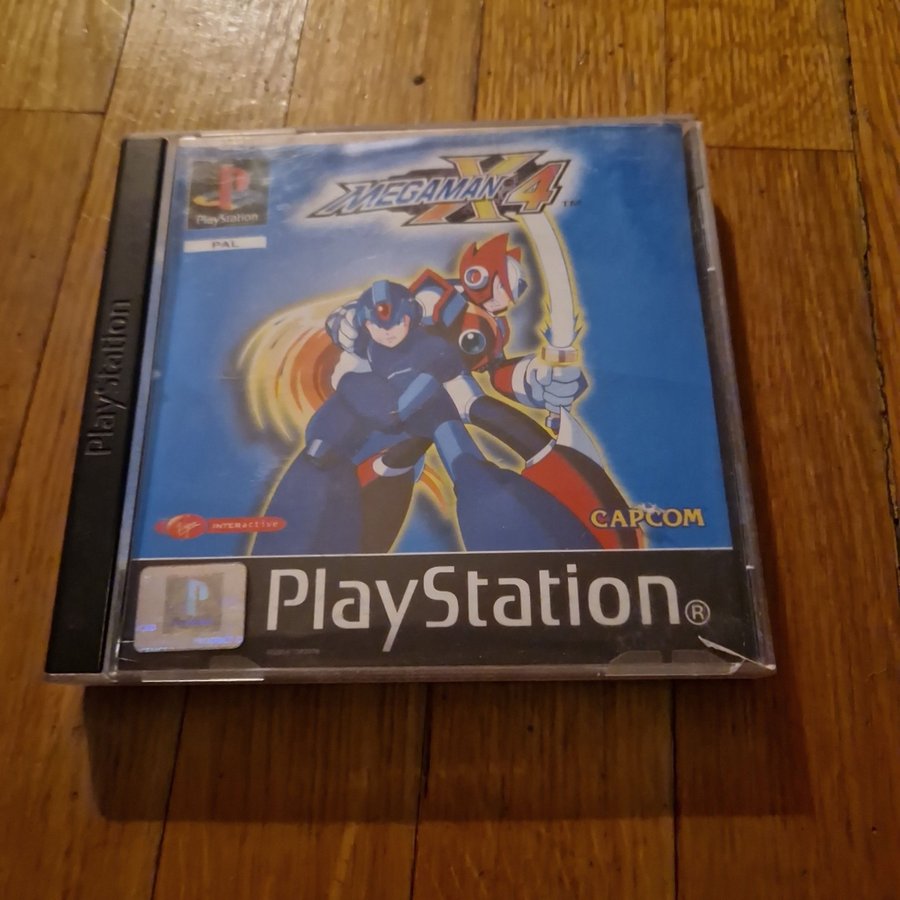 PlayStation
PlayStation
PAL
MEGAMAN X4 ™
Virgin INTERactive
CAPCOM
PlayStation®